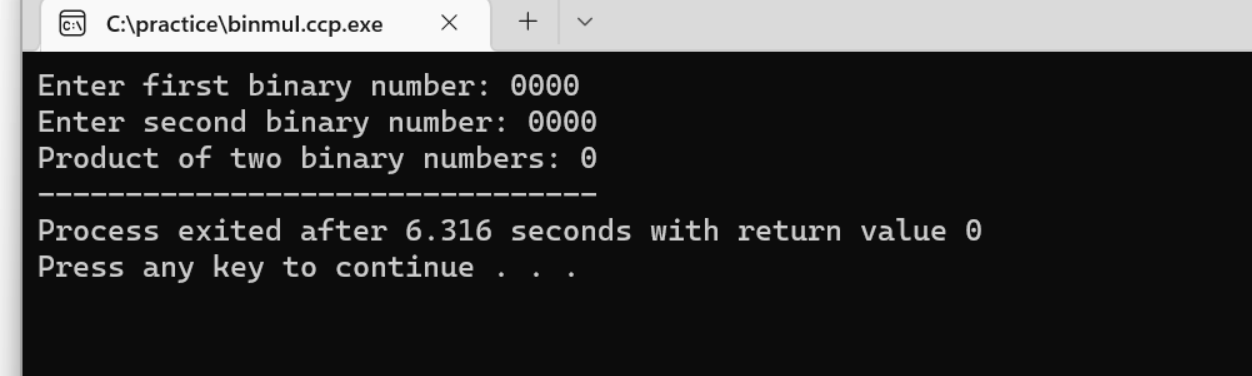 C:\practice\binmul.ccp.exe
Enter first binary number: 0000
Enter second binary number: 0000
Product of two binary numbers: 0
--------------------------------
Process exited after 6.316 seconds with return value 0
Press any key to continue . . .